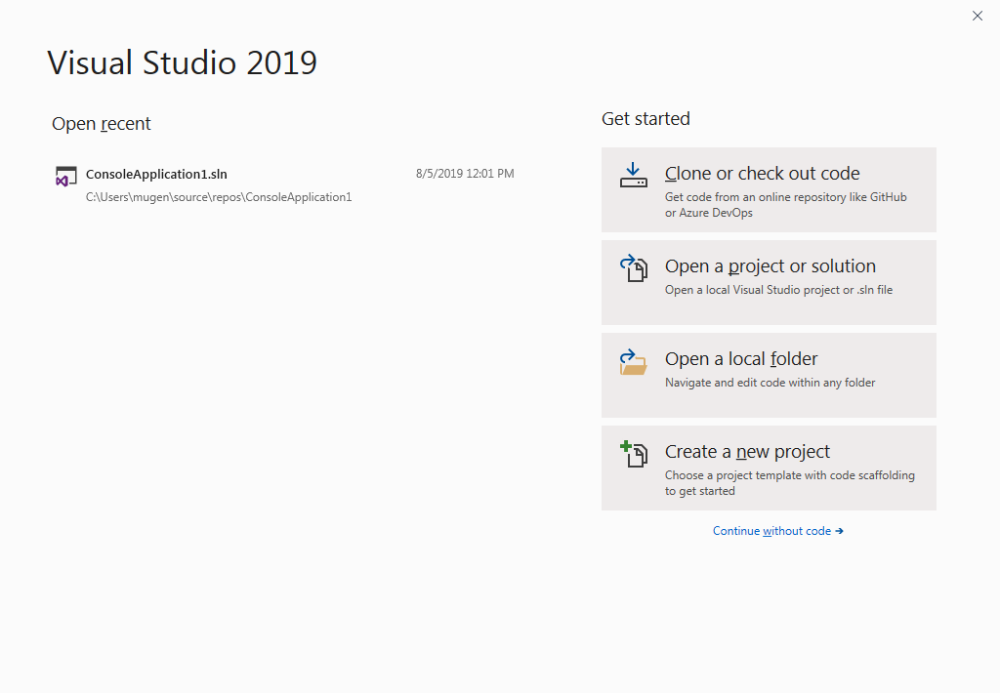 Visual Studio 2019
Open recent
ConsoleApplication1.sln
8/5/2019 12:01 PM
C:\Users\mugen\source\repos\ConsoleApplication1
Get started
Clone or check out code
Get code from an online repository like GitHub
or Azure DevOps
Open a project or solution
Open a local Visual Studio project or .sln file
Open a local folder
Navigate and edit code within any folder
Create a new project
Choose a project template with code scaffolding
to get started
Continue without code →